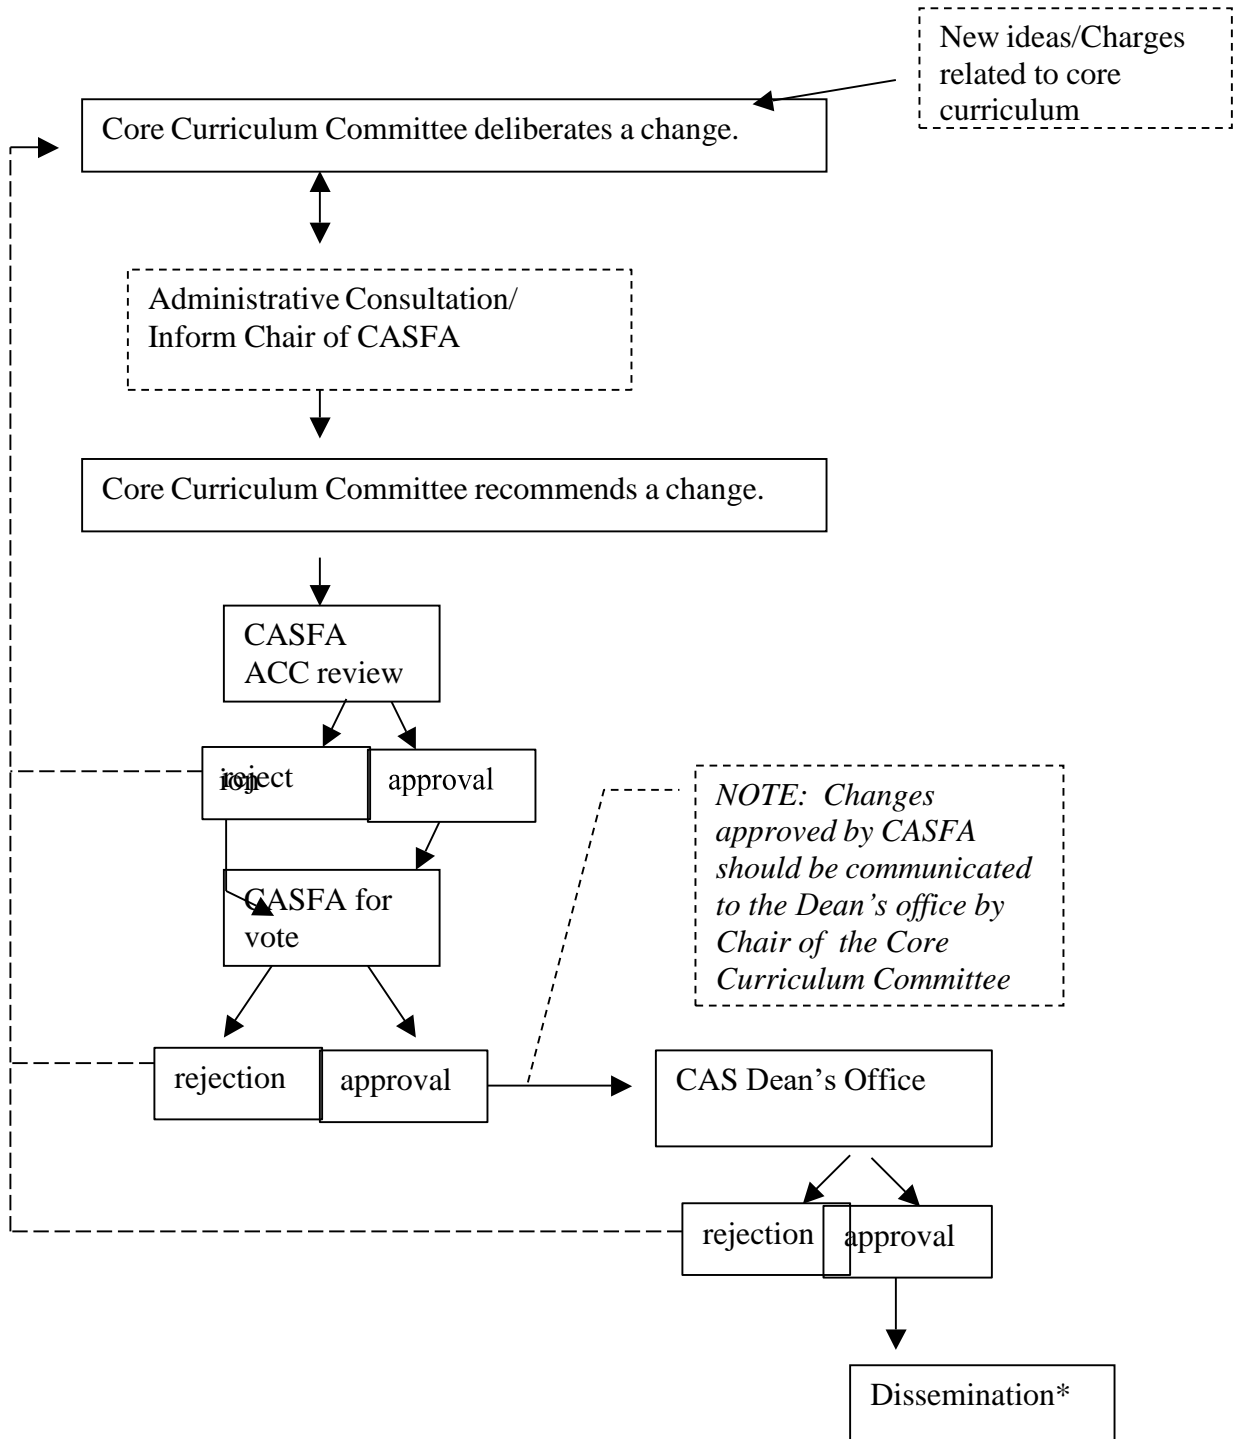 New ideas/Charges
related to core
curriculum
Core Curriculum Committee deliberates a change.
Administrative Consultation/
Inform Chair of CASFA
Core Curriculum Committee recommends a change.
CASFA
ACC review
reject
ion
approval
CASFA for
vote
NOTE:  Changes
approved by CASFA
should be communicated
to the Dean’s office by
Chair of  the Core
Curriculum Committee
rejection
approval
CAS Dean’s Office
rejection
approval
Dissemination*